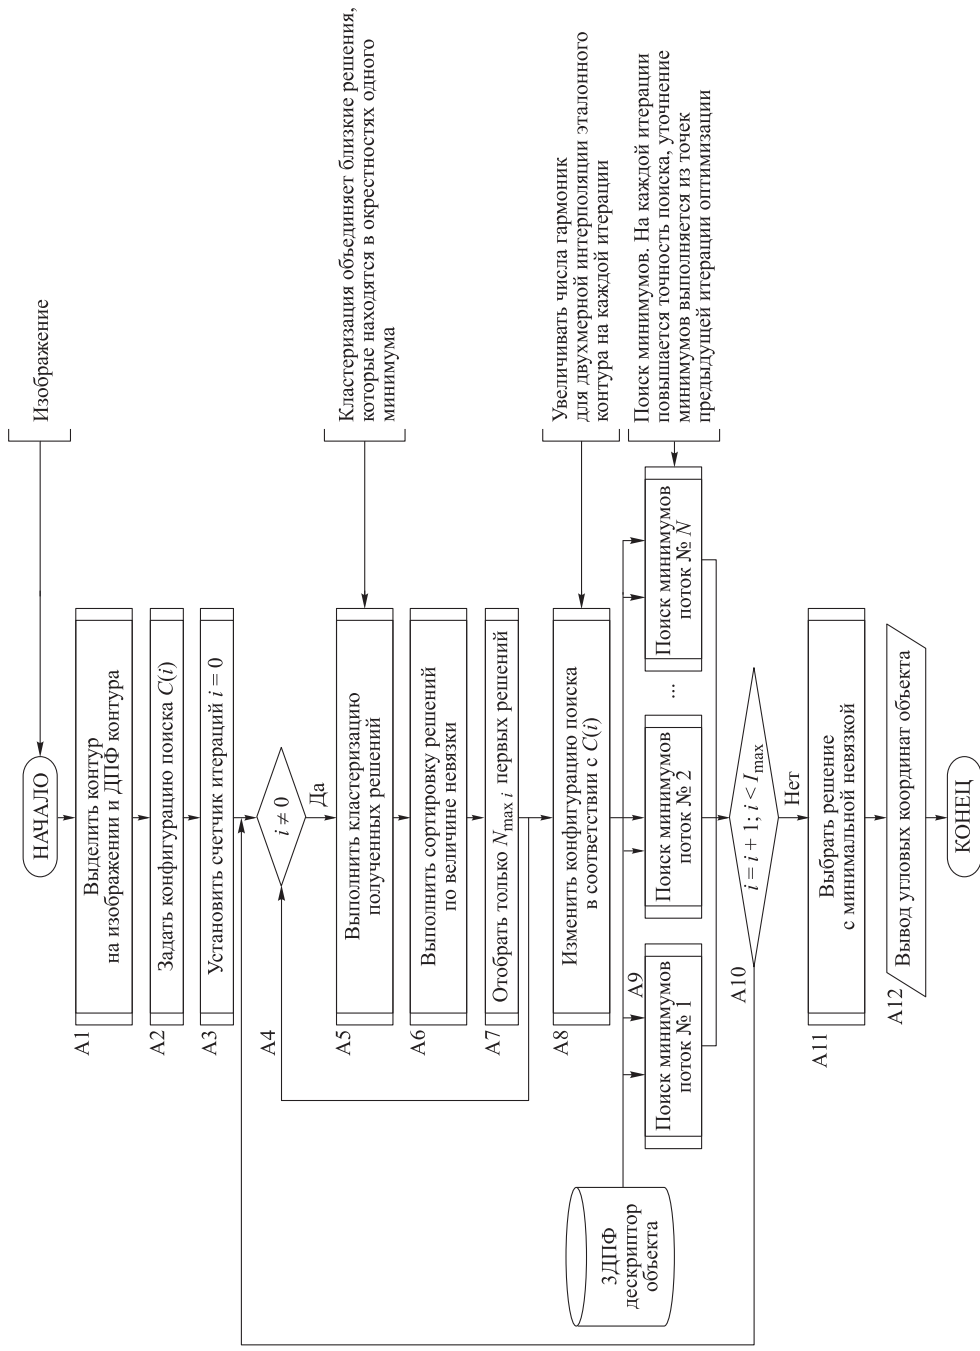 НАЧАЛО
Изображение
A1
Выделить контур
на изображении и ДПФ контура
A2
Задать конфигурацию поиска C(i)
A3
Установить счетчик итераций i = 0
A4
i ≠ 0
Да
A5
Выполнить кластеризацию
полученных решений
Кластеризация объединяет близкие решения,
которые находятся в окрестностях одного
минимума
A6
Выполнить сортировку решений
по величине невязки
A7
Отобрать только N max i первых решений
A8
Изменить конфигурацию поиска
в соответствии с C(i)
Увеличивать числа гармоник
для двухмерной интерполяции эталонного
контура на каждой итерации
3ДПФ
дескриптор
объекта
A9
Поиск минимумов
поток № 1
Поиск минимумов
поток № 2
...
Поиск минимумов
поток № N
Поиск минимумов. На каждой итерации
повышается точность поиска, уточнение
минимумов выполняется из точек
предыдущей итерации оптимизации
A10
i = i + 1; i < I max
Нет
A11
Выбрать решение
с минимальной невязкой
A12
Вывод угловых координат объекта
КОНЕЦ